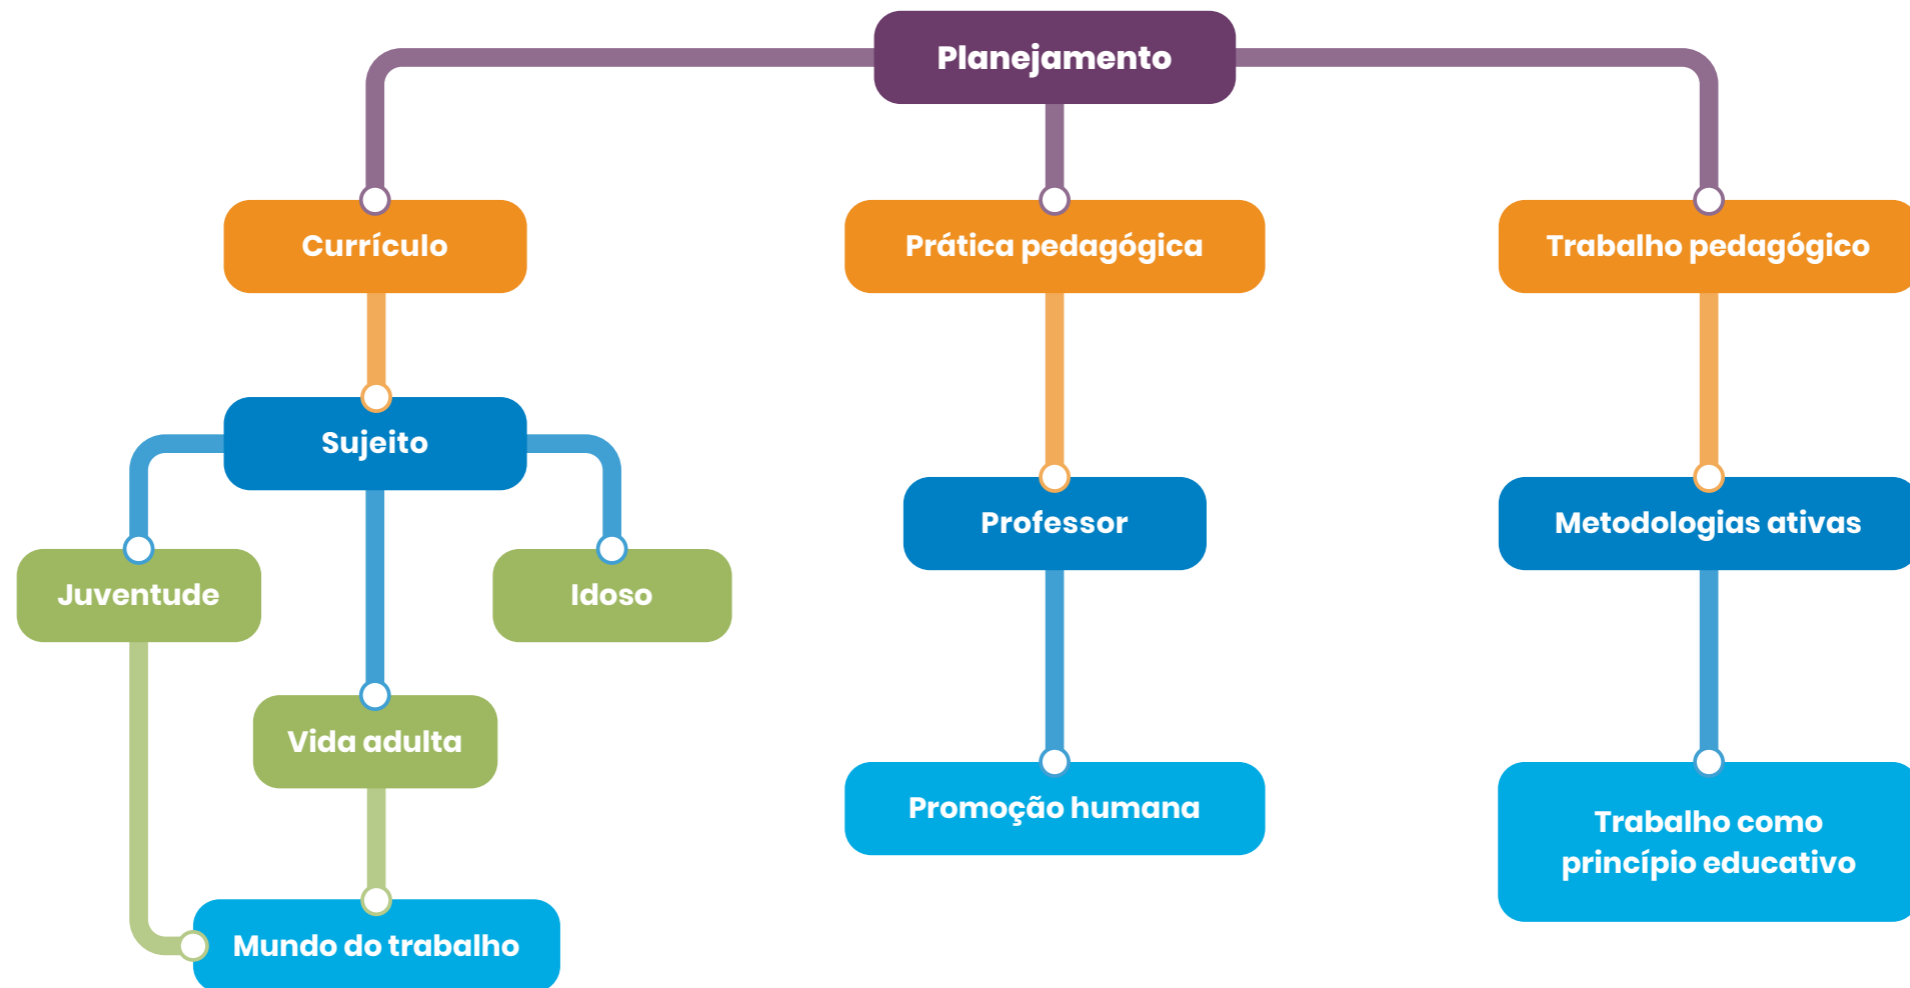 Planejamento
Currículo
Prática pedagógica
Trabalho pedagógico
Sujeito
Professor
Metodologias ativas
Juventude
Idoso
Vida adulta
Promoção humana
Trabalho como
princípio educativo
Mundo do trabalho